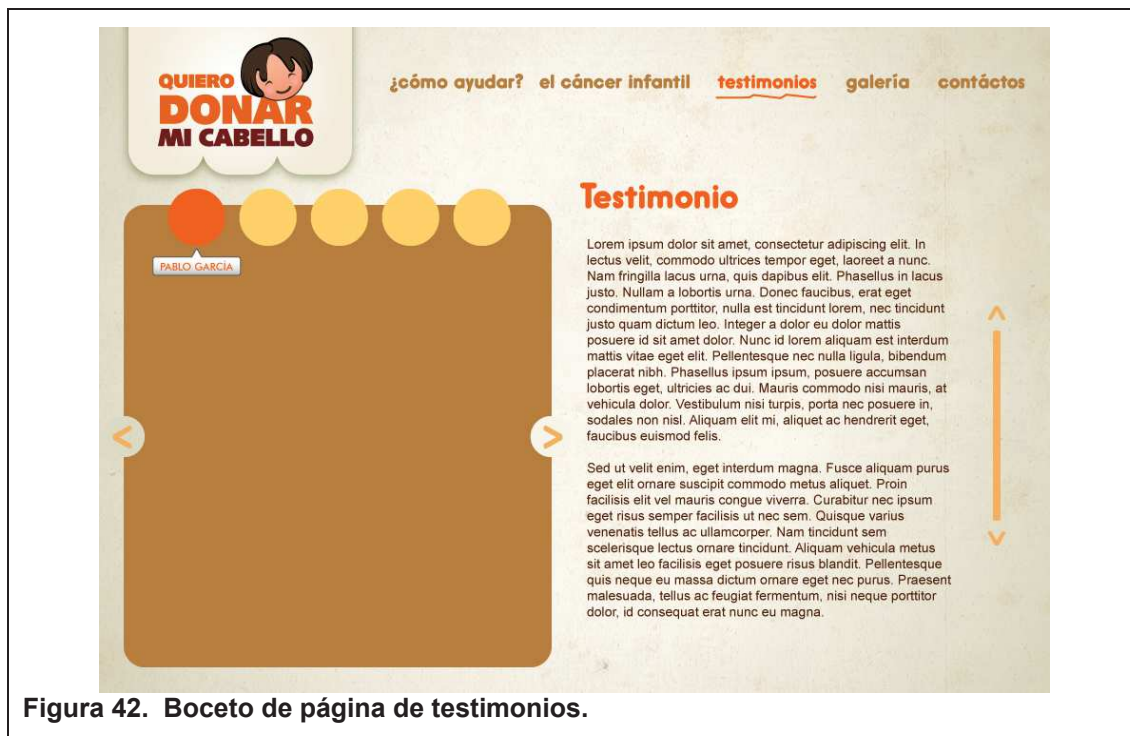 QUIERO
DONAR
MI CABELLO
¿cómo ayudar? el cáncer infantil testimonios galería contáctos
PABLO GARCÍA
Testimonio
Lorem ipsum dolor sit amet, consectetur adipiscing elit. In
lectus velit, commodo ultrices tempor eget, laoreet a nunc.
Nam fringilla lacus urna, quis dapibus elit. Phasellus in lacus
justo. Nullam a lobortis urna. Donec faucibus, erat eget
condimentum porttitor, nulla est tincidunt lorem, nec tincidunt
justo quam dictum leo. Integer a dolor eu dolor mattis
posuere id sit amet dolor. Nunc id lorem aliquam est interdum
mattis vitae eget elit. Pellentesque nec nulla ligula, bibendum
placerat nibh. Phasellus ipsum ipsum, posuere accumsan
lobortis eget, ultricies ac dui. Mauris commodo nisi mauris, at
vehicula dolor. Vestibulum nisi turpis, porta nec posuere in,
sodales non nisl. Aliquam elit mi, aliquet ac hendrerit eget,
faucibus euismod felis.
Sed ut velit enim, eget interdum magna. Fusce aliquam purus
eget elit ornare suscipit commodo metus aliquet. Proin
facilisis elit vel mauris congue viverra. Curabitur nec ipsum
eget risus semper facilisis ut nec sem. Quisque varius
venenatis tellus ac ullamcorper. Nam tincidunt sem
scelerisque lectus ornare tincidunt. Aliquam vehicula metus
sit amet leo facilisis eget posuere risus blandit. Pellentesque
quis neque eu massa dictum ornare eget nec purus. Praesent
malesuada, tellus ac feugiat fermentum, nisi neque porttitor
dolor, id consequat erat nunc eu magna.
Figura 42. Boceto de página de testimonios.